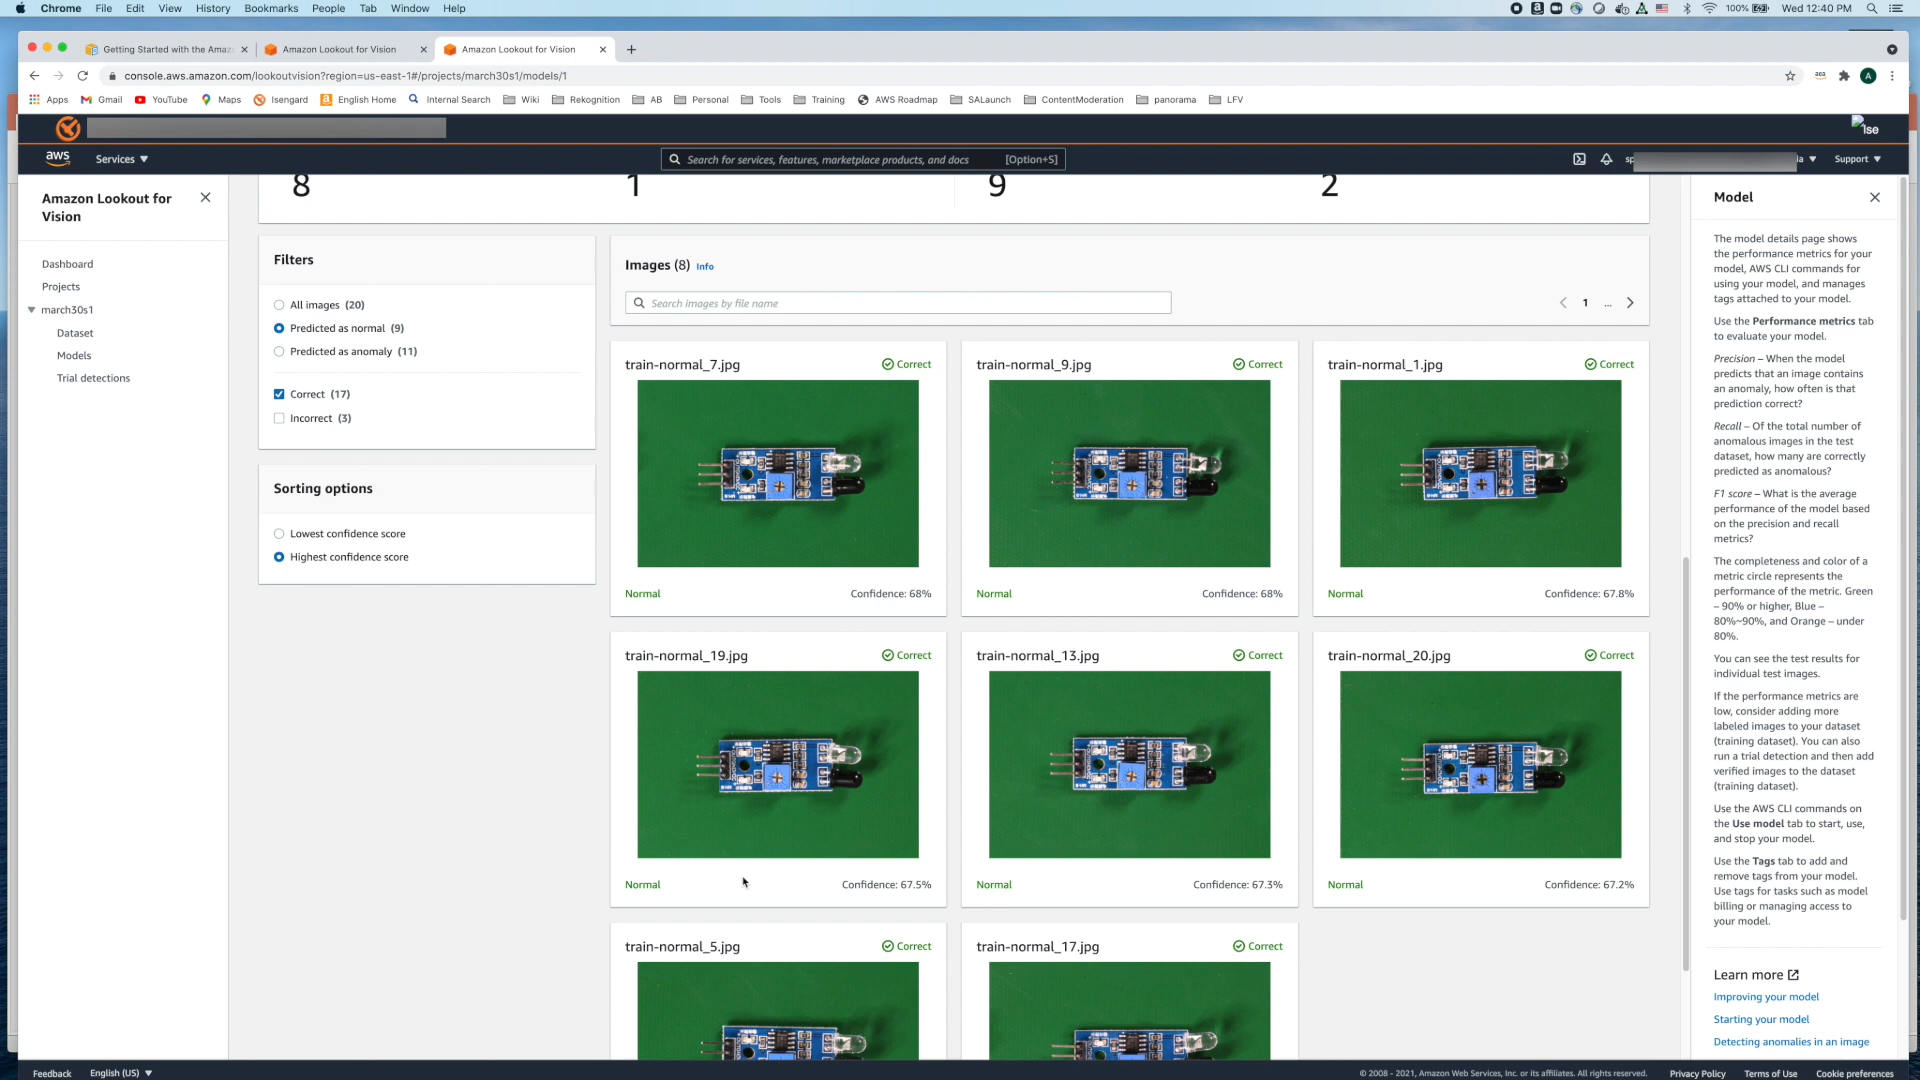 Chrome File Edit View History Bookmarks People Tab Window Help
100% Wed 12:40 PM
Getting Started with the Amaz
Amazon Lookout for Vision
Amazon Lookout for Vision
console.aws.amazon.com/lookoutvision?region=us-east-1#/projects/march30s1/models/1
Apps Gmail YouTube Maps Isengard English Home Internal Search Wiki Rekognition AB Personal Tools Training AWS Roadmap SALaunch ContentModeration panorama LFV
Ise
aws Services Search for services, features, marketplace products, and docs [Option+S] sp ia Support
Amazon Lookout for
Vision
Dashboard
Projects
march30s1
Dataset
Models
Trial detections
8 1 9 2
Filters
All images (20)
Predicted as normal (9)
Predicted as anomaly (11)
Correct (17)
Incorrect (3)
Sorting options
Lowest confidence score
Highest confidence score
Images (8) Info
Search images by file name
1 ...
train-normal_7.jpg Correct
Normal Confidence: 68%
train-normal_9.jpg Correct
Normal Confidence: 68%
train-normal_1.jpg Correct
Normal Confidence: 67.8%
train-normal_19.jpg Correct
Normal Confidence: 67.5%
train-normal_13.jpg Correct
Normal Confidence: 67.3%
train-normal_20.jpg Correct
Normal Confidence: 67.2%
train-normal_5.jpg Correct
train-normal_17.jpg Correct
Model
The model details page shows
the performance metrics for your
model, AWS CLI commands for
using your model, and manages
tags attached to your model.
Use the Performance metrics tab
to evaluate your model.
Precision – When the model
predicts that an image contains
an anomaly, how often is that
prediction correct?
Recall – Of the total number of
anomalous images in the test
dataset, how many are correctly
predicted as anomalous?
F1 score – What is the average
performance of the model based
on the precision and recall
metrics?
The completeness and color of a
metric circle represents the
performance of the metric. Green
– 90% or higher, Blue –
80%~90%, and Orange – under
80%.
You can see the test results for
individual test images.
If the performance metrics are
low, consider adding more
labeled images to your dataset
(training dataset). You can also
run a trial detection and then add
verified images to the dataset
(training dataset).
Use the AWS CLI commands on
the Use model tab to start, use,
and stop your model.
Use the Tags tab to add and
remove tags from your model.
Use tags for tasks such as model
billing or managing access to
your model.
Learn more
Improving your model
Starting your model
Detecting anomalies in an image
Feedback English (US) © 2008 - 2021, Amazon Web Services, Inc. or its affiliates. All rights reserved. Privacy Policy Terms of Use Cookie preferences